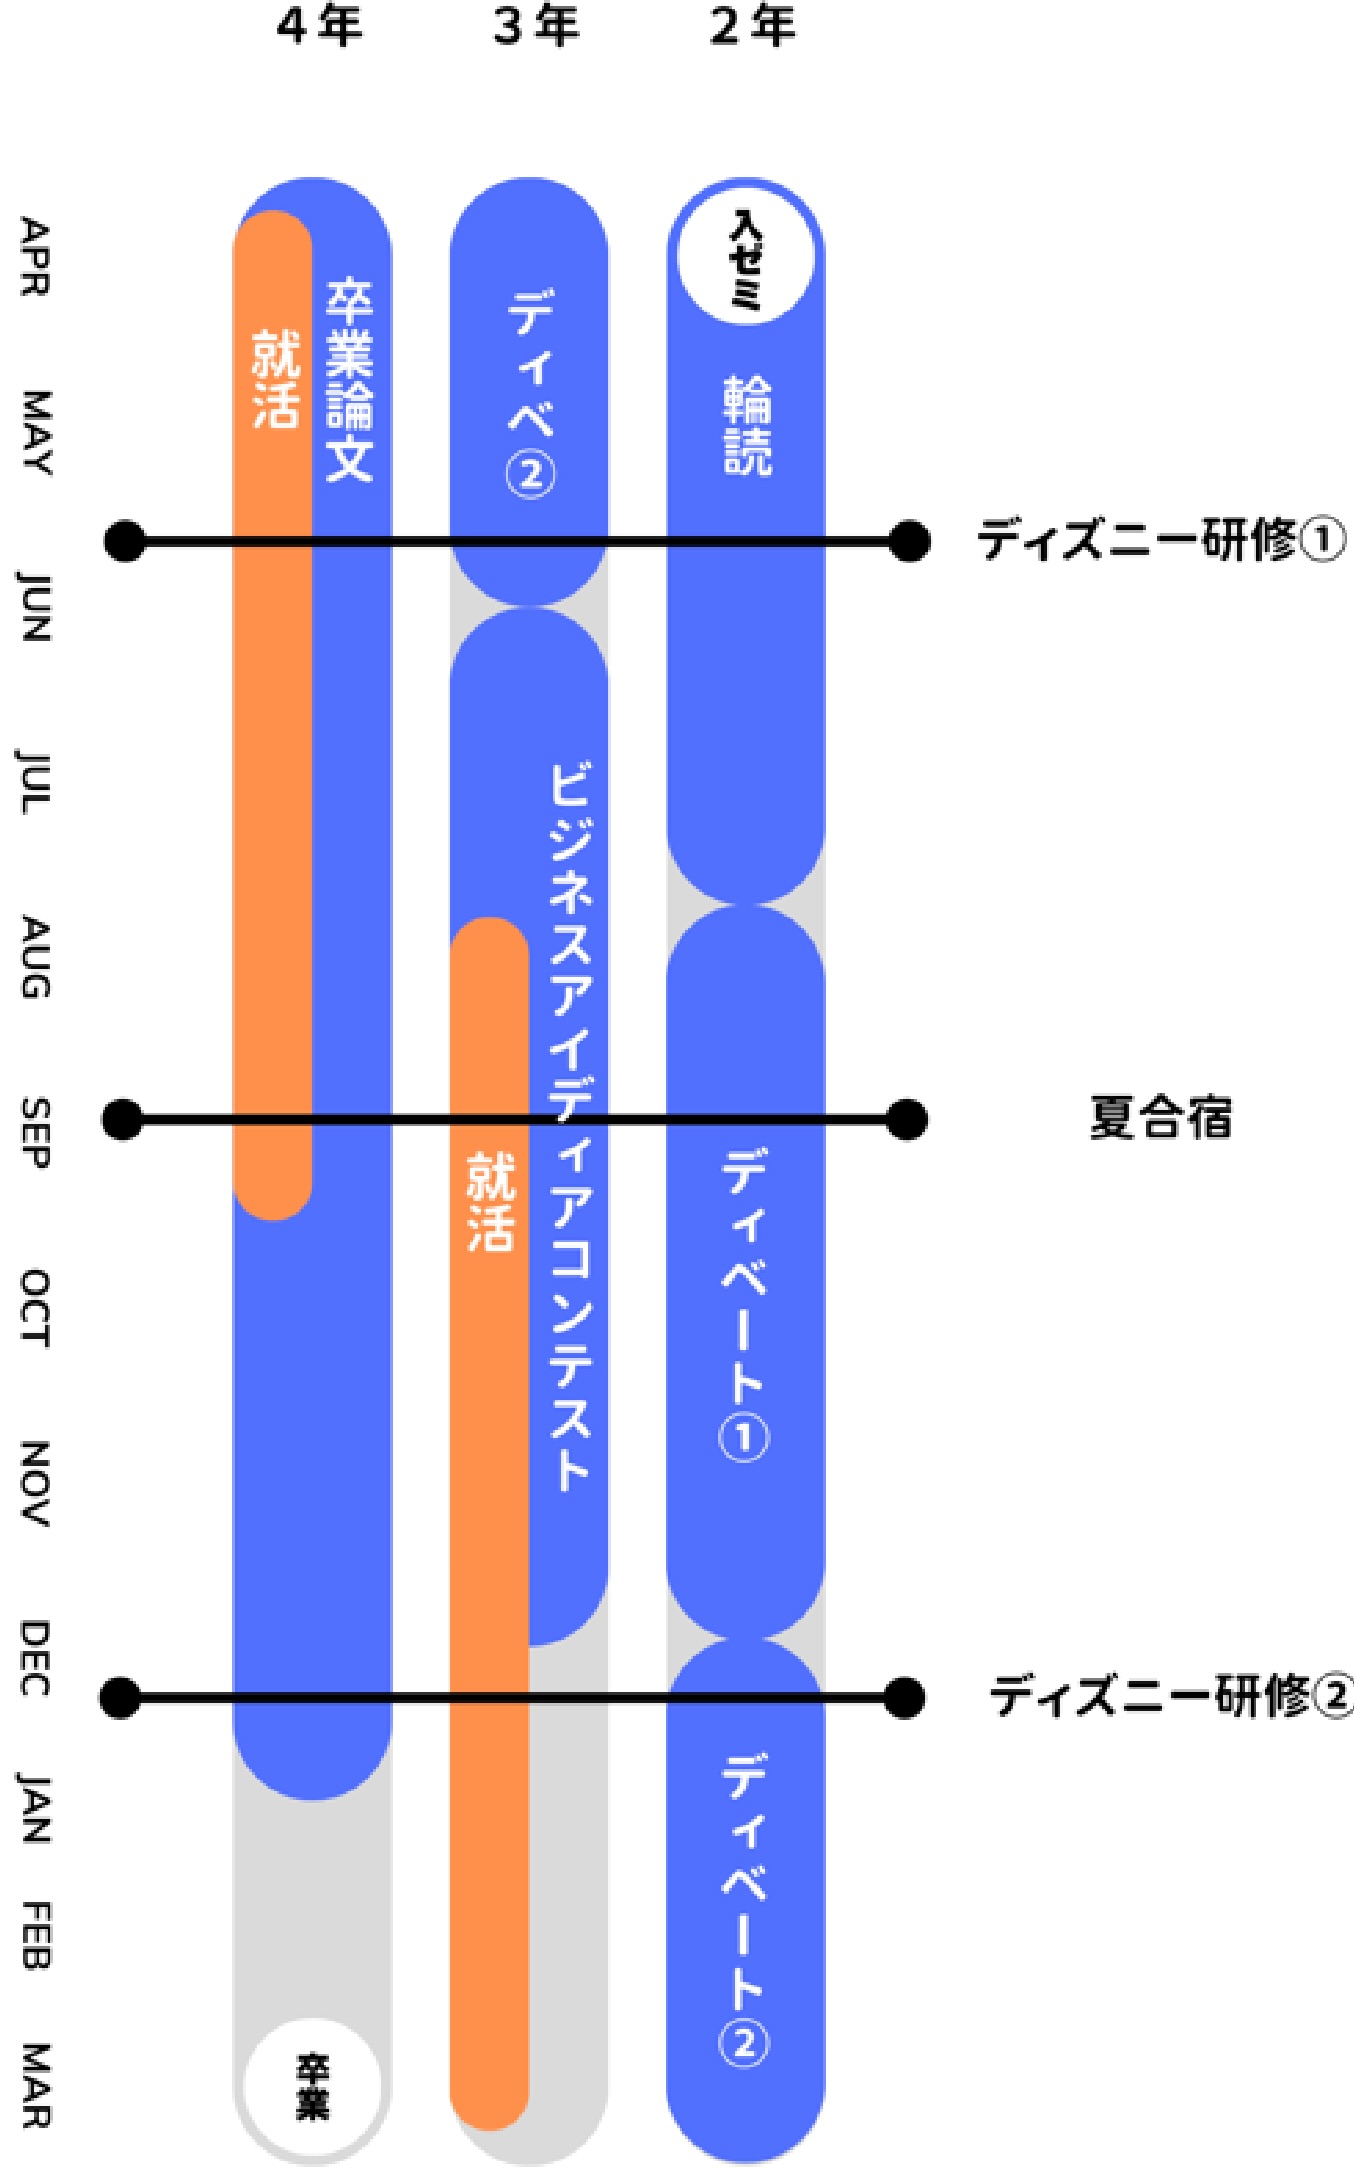 ４年
３年
２年
APR
MAY
JUN
JUL
AUG
SEP
OCT
NOV
DEC
JAN
FEB
MAR
入ゼミ
輪読
ディベート①
ディベート②
ディベ②
ビジネスアイディアコンテスト
就活
卒業論文
就活
卒業
ディズニー研修①
夏合宿
ディズニー研修②